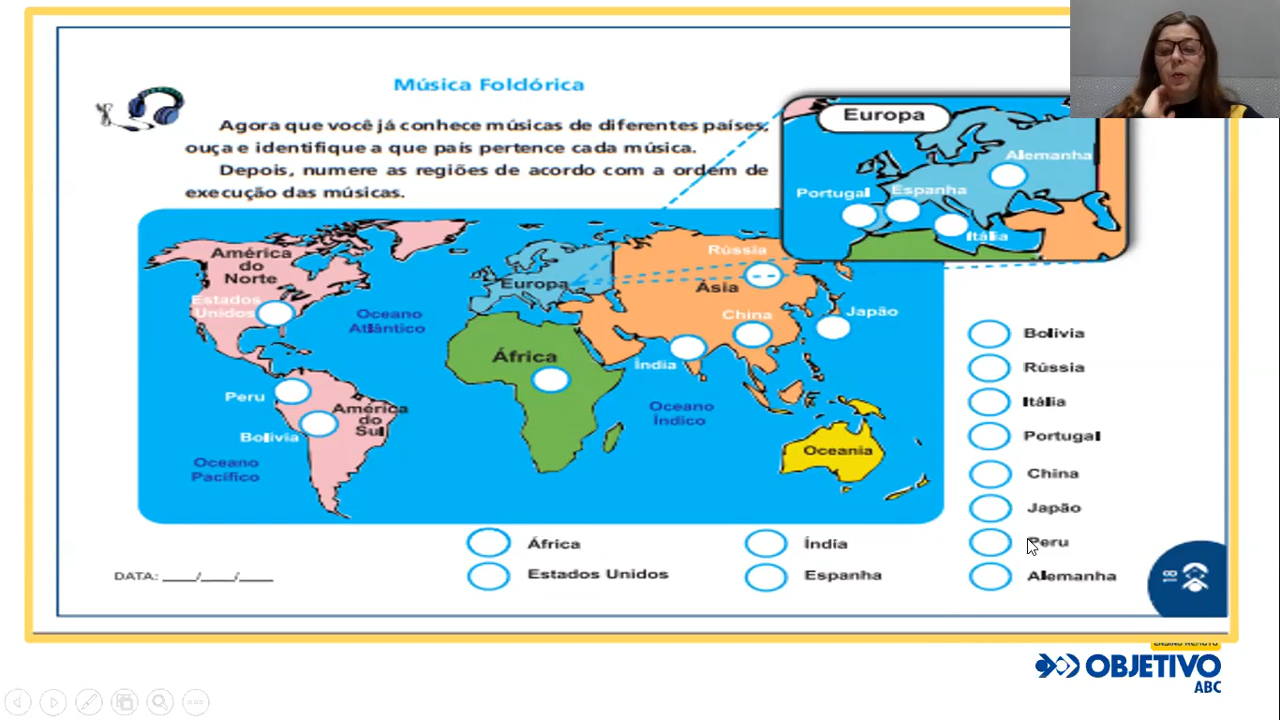 Música Folclórica
Agora que você já conhece músicas de diferentes países,
ouça e identifique a que país pertence cada música.
Depois, numere as regiões de acordo com a ordem de
execução das músicas.
Europa
Alemanha
Portugal
Espanha
Itália
América
do
Norte
Estados
Unidos
Oceano
Atlântico
Europa
Rússia
Ásia
China
Japão
Índia
África
Peru
América
do
Sul
Bolívia
Oceano
Pacífico
Oceano
Índico
Oceania
Bolívia
Rússia
Itália
Portugal
China
Japão
Peru
Alemanha
África
Índia
Estados Unidos
Espanha
DATA: ____/____/____
81
ENSINO REMOTO
OBJETIVO
ABC